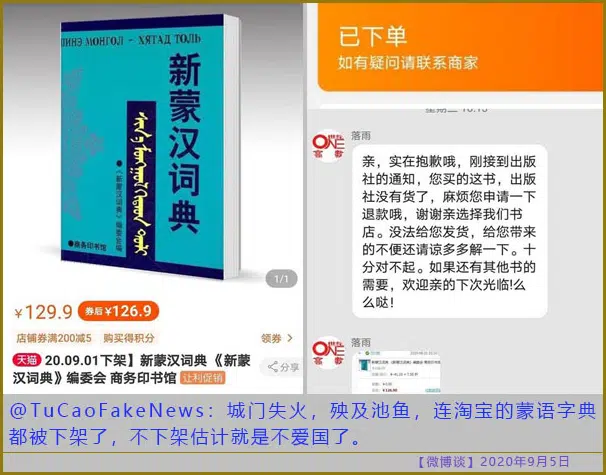 ШИНЭ МОНГОЛ - ХЯТАД ТОЛЬ
新蒙汉词典
●《新蒙汉词典》编委会编
●商务印书馆
1/1
¥129.9 券后¥126.9
店铺券满200减5 购买得积分 领券 >
天猫 20.09.01下架】新蒙汉词典《新
蒙汉词典》编委会 商务印书馆 让利促销
分享
已下单
如有疑问请联系商家
落雨
ONE
亲，实在抱歉哦，刚接到出版
社的通知，您买的这书，出版
社没有货了，麻烦您申请一下
退款哦，谢谢亲选择我们书
店。没法给您发货，给您带来
的不便还请谅多多解一下。十
分对不起。如果还有其他书的
需要，欢迎亲的下次光临!么
么哒!
落雨
ONE
@TuCaoFakeNews：城门失火，殃及池鱼，连淘宝的蒙语字典
都被下架了，不下架估计就是不爱国了。
【微博谈】2020年9月5日